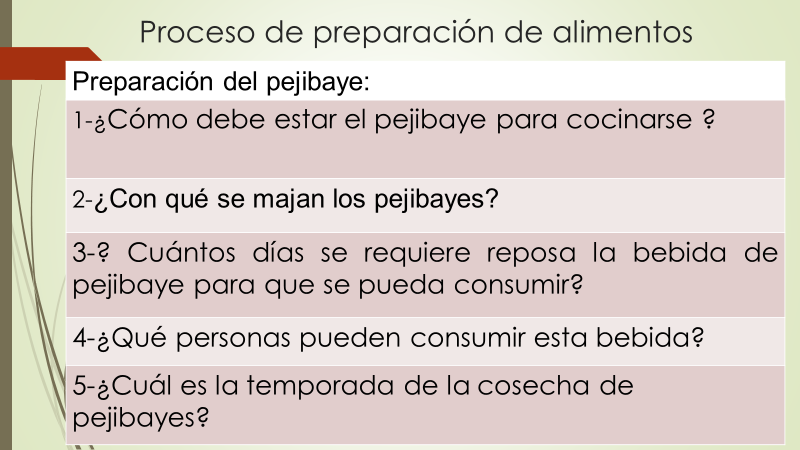 Proceso de preparación de alimentos
Preparación del pejibaye:
1-¿Cómo debe estar el pejibaye para cocinarse ?
2-¿Con qué se majan los pejibayes?
3-? Cuántos días se requiere reposa la bebida de
pejibaye para que se pueda consumir?
4-¿Qué personas pueden consumir esta bebida?
5-¿Cuál es la temporada de la cosecha de
pejibayes?